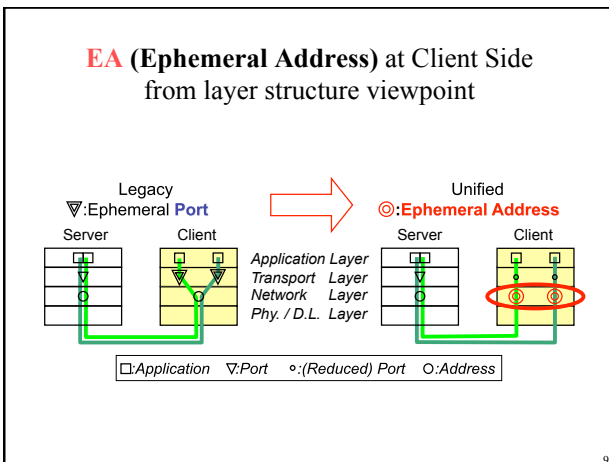 EA (Ephemeral Address) at Client Side
from layer structure viewpoint
Legacy
:Ephemeral Port
Server
Client
Application Layer
Transport Layer
Network Layer
Phy. / D.L. Layer
Unified
:Ephemeral Address
Server
Client
:Application :Port :(Reduced) Port :Address
9